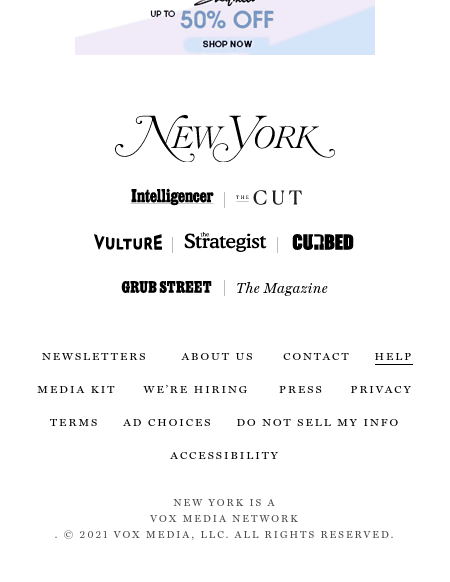 UP TO 50% OFF
SHOP NOW
NEW YORK
Intelligencer | THE CUT
VULTURE | the Strategist | CURBED
GRUB STREET | The Magazine
NEWSLETTERS ABOUT US CONTACT HELP
MEDIA KIT WE'RE HIRING PRESS PRIVACY
TERMS AD CHOICES DO NOT SELL MY INFO
ACCESSIBILITY
NEW YORK IS A
VOX MEDIA NETWORK
. © 2021 VOX MEDIA, LLC. ALL RIGHTS RESERVED.